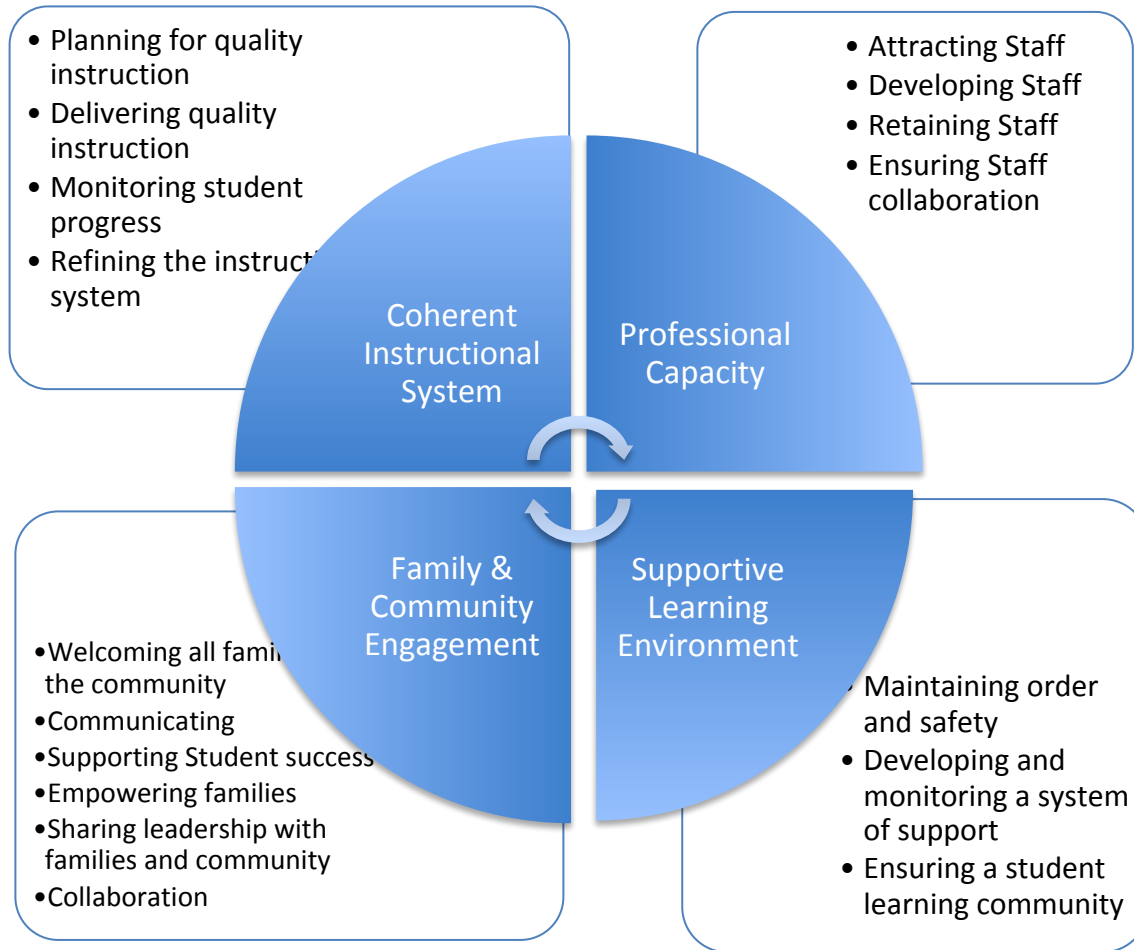 • Planning for quality
instruction
• Delivering quality
instruction
• Monitoring student
progress
• Refining the
system
• Attracting Staff
• Developing Staff
• Retaining Staff
• Ensuring Staff
collaboration
Coherent
Instructional
System
Professional
Capacity
Family &
Community
Engagement
Supportive
Learning
Environment
•Welcoming all
the community
•Communicating
•Supporting Student success
•Empowering families
•Sharing leadership with
families and community
•Collaboration
• Maintaining order
and safety
• Developing and
monitoring a system
of support
• Ensuring a student
learning community